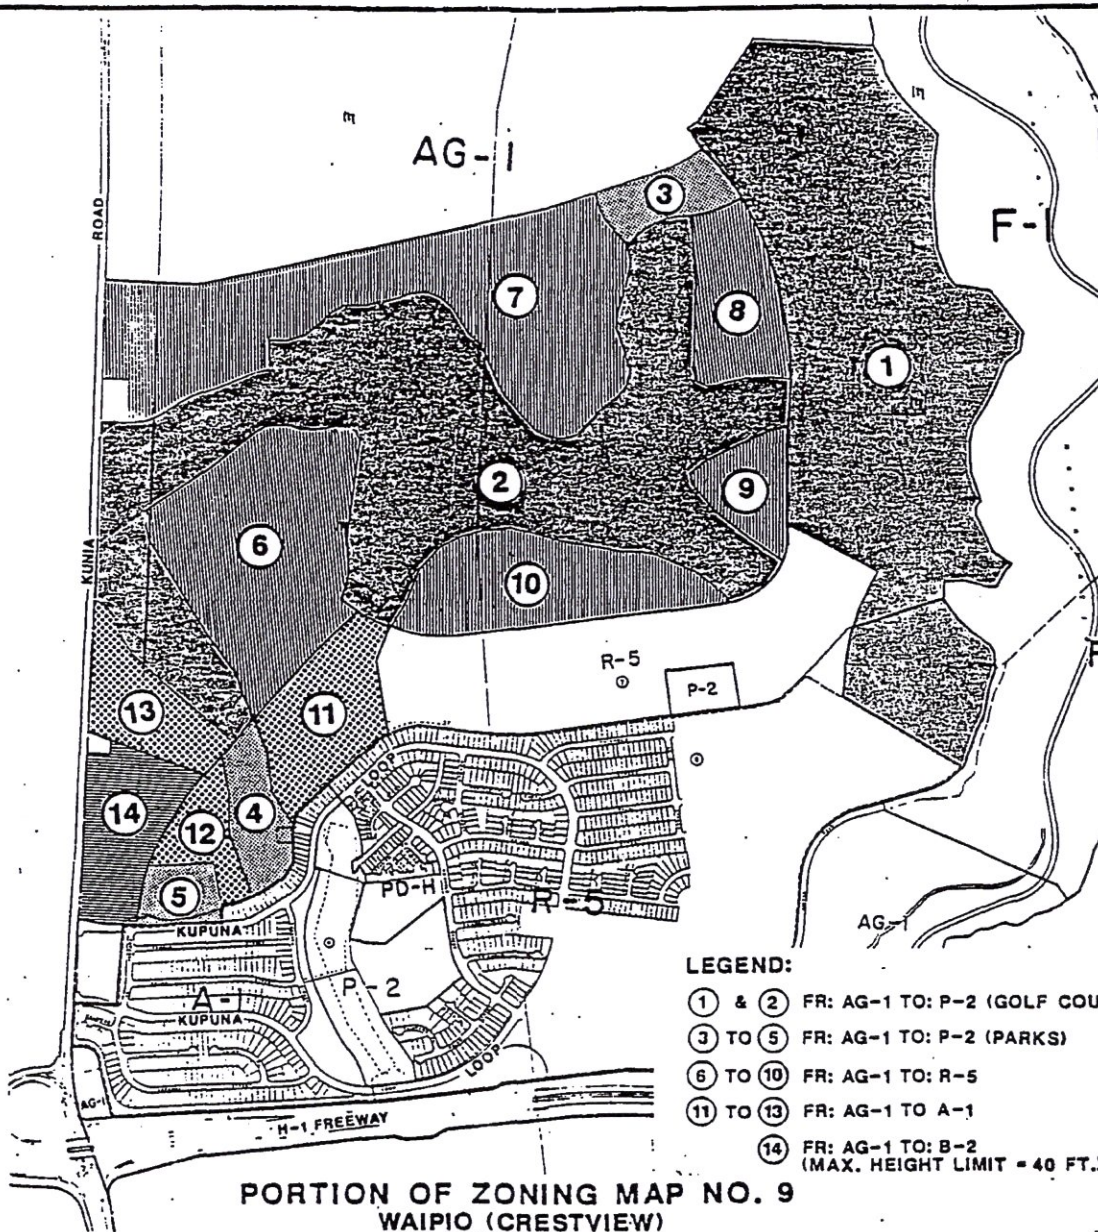 AG-1
ROAD
F-1
3
7
8
1
2
9
6
10
KUNIA
R-5
P-2
11
13
LOOP
14
12
4
PD-H
5
R-5
KUPUNA
AG-1
A-1
P-2
KUPUNA
LOOP
AG-1
H-1 FREEWAY
LEGEND:
1 & 2 FR: AG-1 TO: P-2 (GOLF COU
3 TO 5 FR: AG-1 TO: P-2 (PARKS)
6 TO 10 FR: AG-1 TO: R-5
11 TO 13 FR: AG-1 TO A-1
14 FR: AG-1 TO: B-2
(MAX. HEIGHT LIMIT = 40 FT.
PORTION OF ZONING MAP NO. 9
WAIPIO (CRESTVIEW)